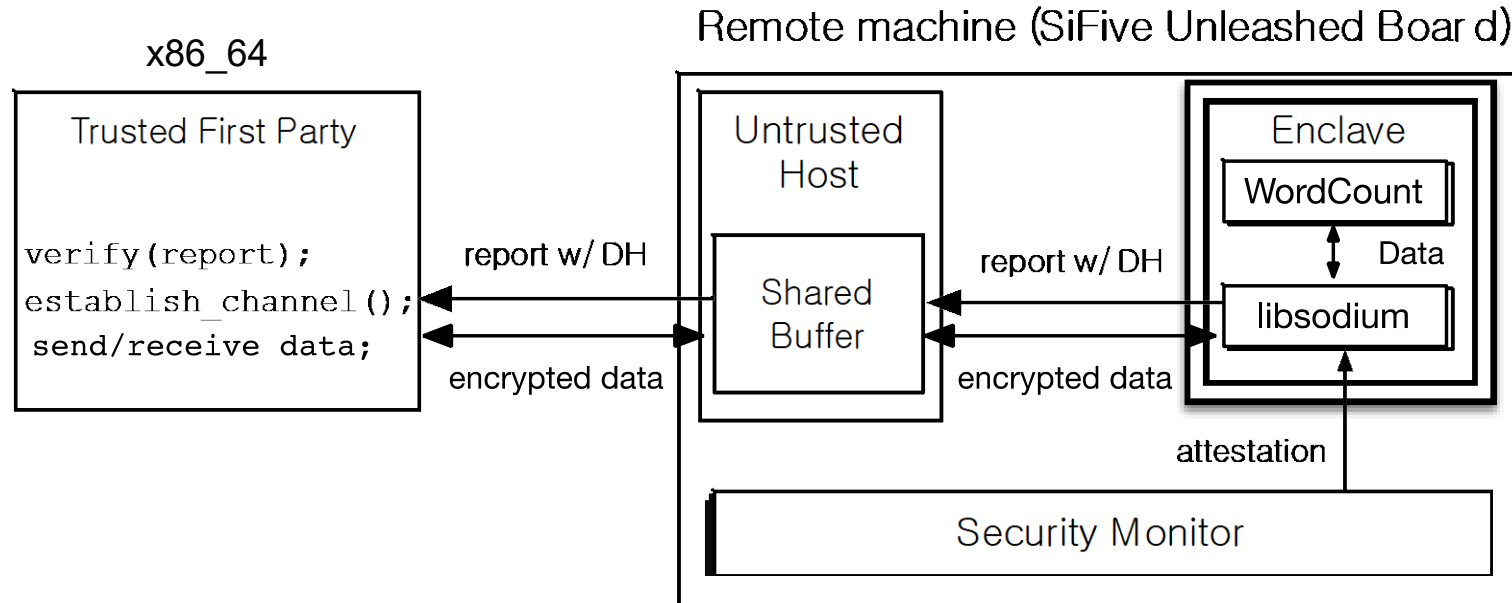 Remote machine (SiFive Unleashed Board)
x86_64
Trusted First Party
verify(report);
establish_channel();
send/receive data;
report w/ DH
encrypted data
Untrusted
Host
Shared
Buffer
report w/ DH
encrypted data
Enclave
WordCount
Data
libsodium
attestation
Security Monitor